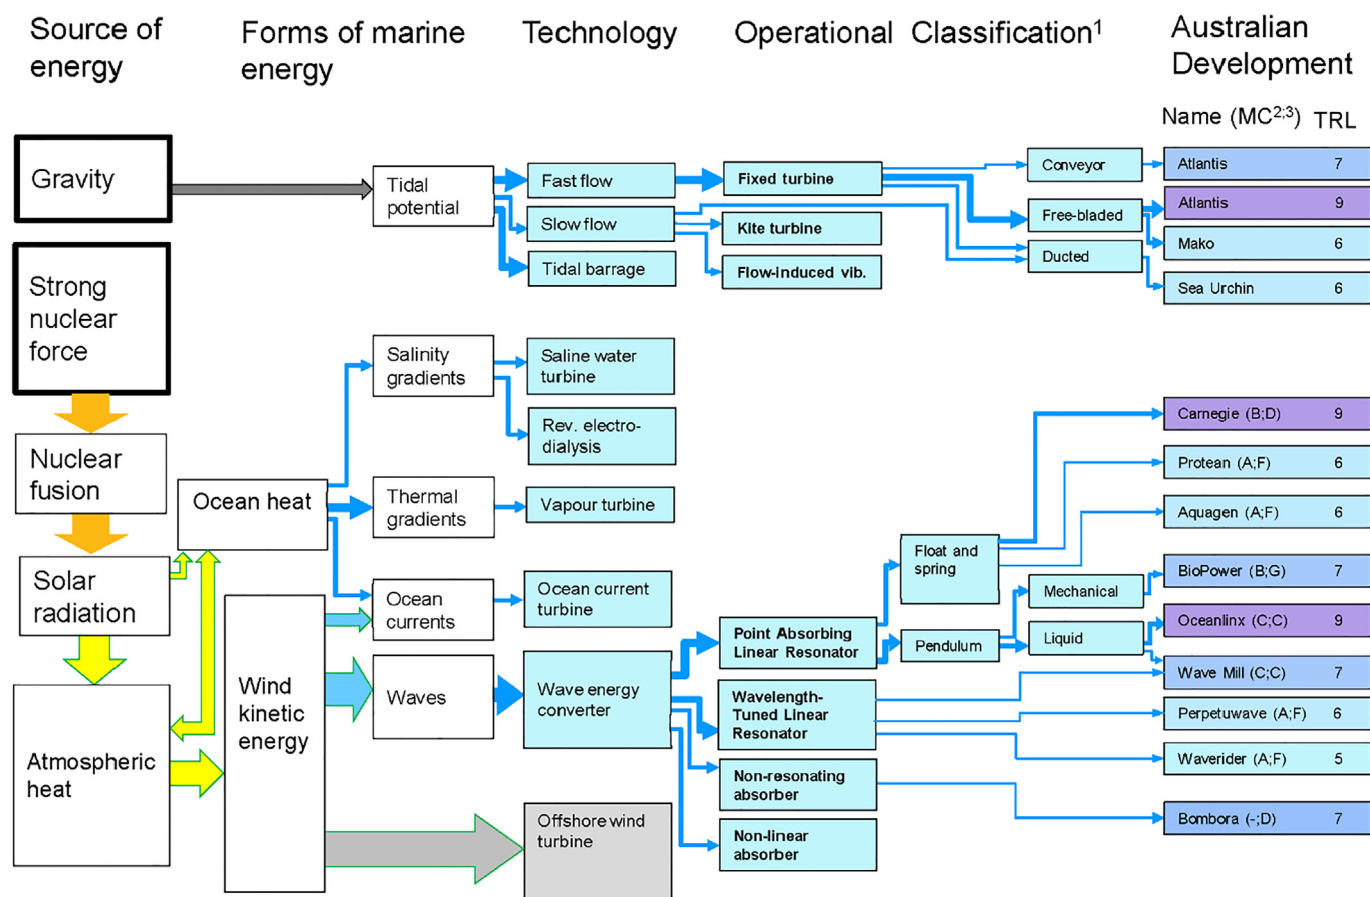 Source of
energy
Forms of marine
energy
Technology
Operational Classification¹
Australian
Development
Name (MC²;³) TRL
Gravity
Tidal
potential
Fast flow
Fixed turbine
Conveyor
Atlantis 7
Slow flow
Kite turbine
Free-bladed
Atlantis 9
Mako 6
Tidal barrage
Flow-induced vib.
Ducted
Sea Urchin 6
Strong
nuclear
force
Salinity
gradients
Saline water
turbine
Rev. electro-
dialysis
Carnegie (B;D) 9
Nuclear
fusion
Ocean heat
Thermal
gradients
Vapour turbine
Protean (A;F) 6
Aquagen (A;F) 6
Solar
radiation
Ocean
currents
Ocean current
turbine
Float and
spring
Mechanical
BioPower (B;G) 7
Point Absorbing
Linear Resonator
Pendulum
Liquid
Oceanlinx (C;C) 9
Wave Mill (C;C) 7
Atmospheric
heat
Wind
kinetic
energy
Waves
Wave energy
converter
Wavelength-
Tuned Linear
Resonator
Perpetuwave (A;F) 6
Waverider (A;F) 5
Non-resonating
absorber
Bombora (-;D) 7
Offshore wind
turbine
Non-linear
absorber